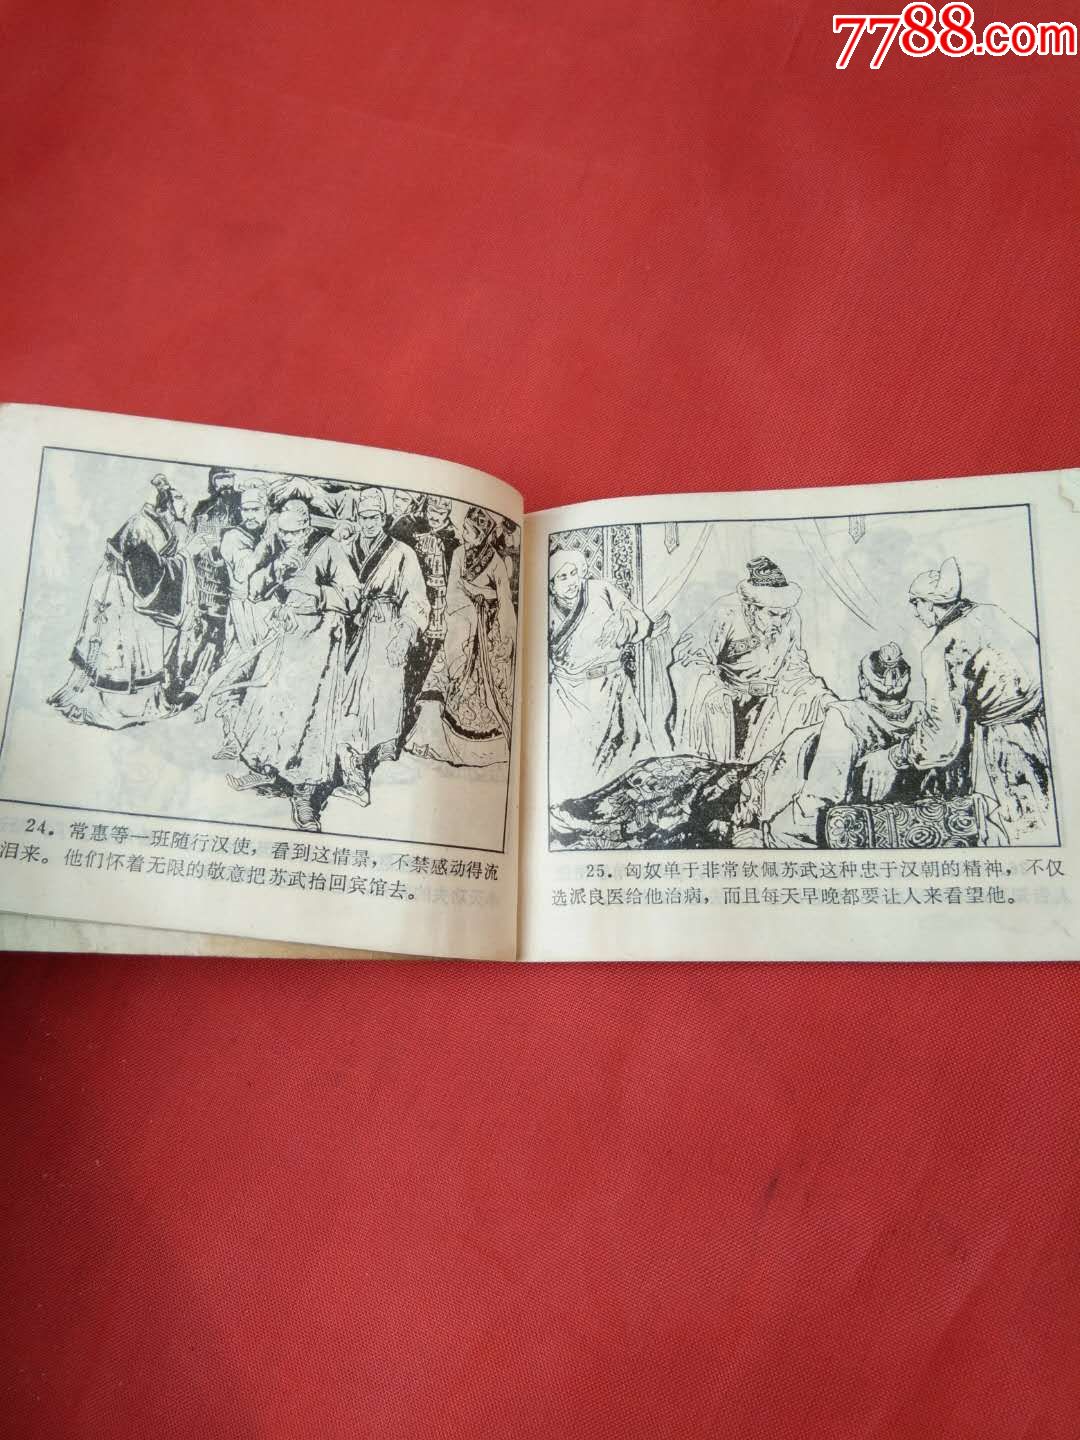 7788.com
24. 常惠等一班随行汉使，看到这情景，不禁感动得流
泪来。他们怀着无限的敬意把苏武抬回宾馆去。
25. 匈奴单于非常钦佩苏武这种忠于汉朝的精神，不仅
选派良医给他治病，而且每天早晚都要让人来看望他。